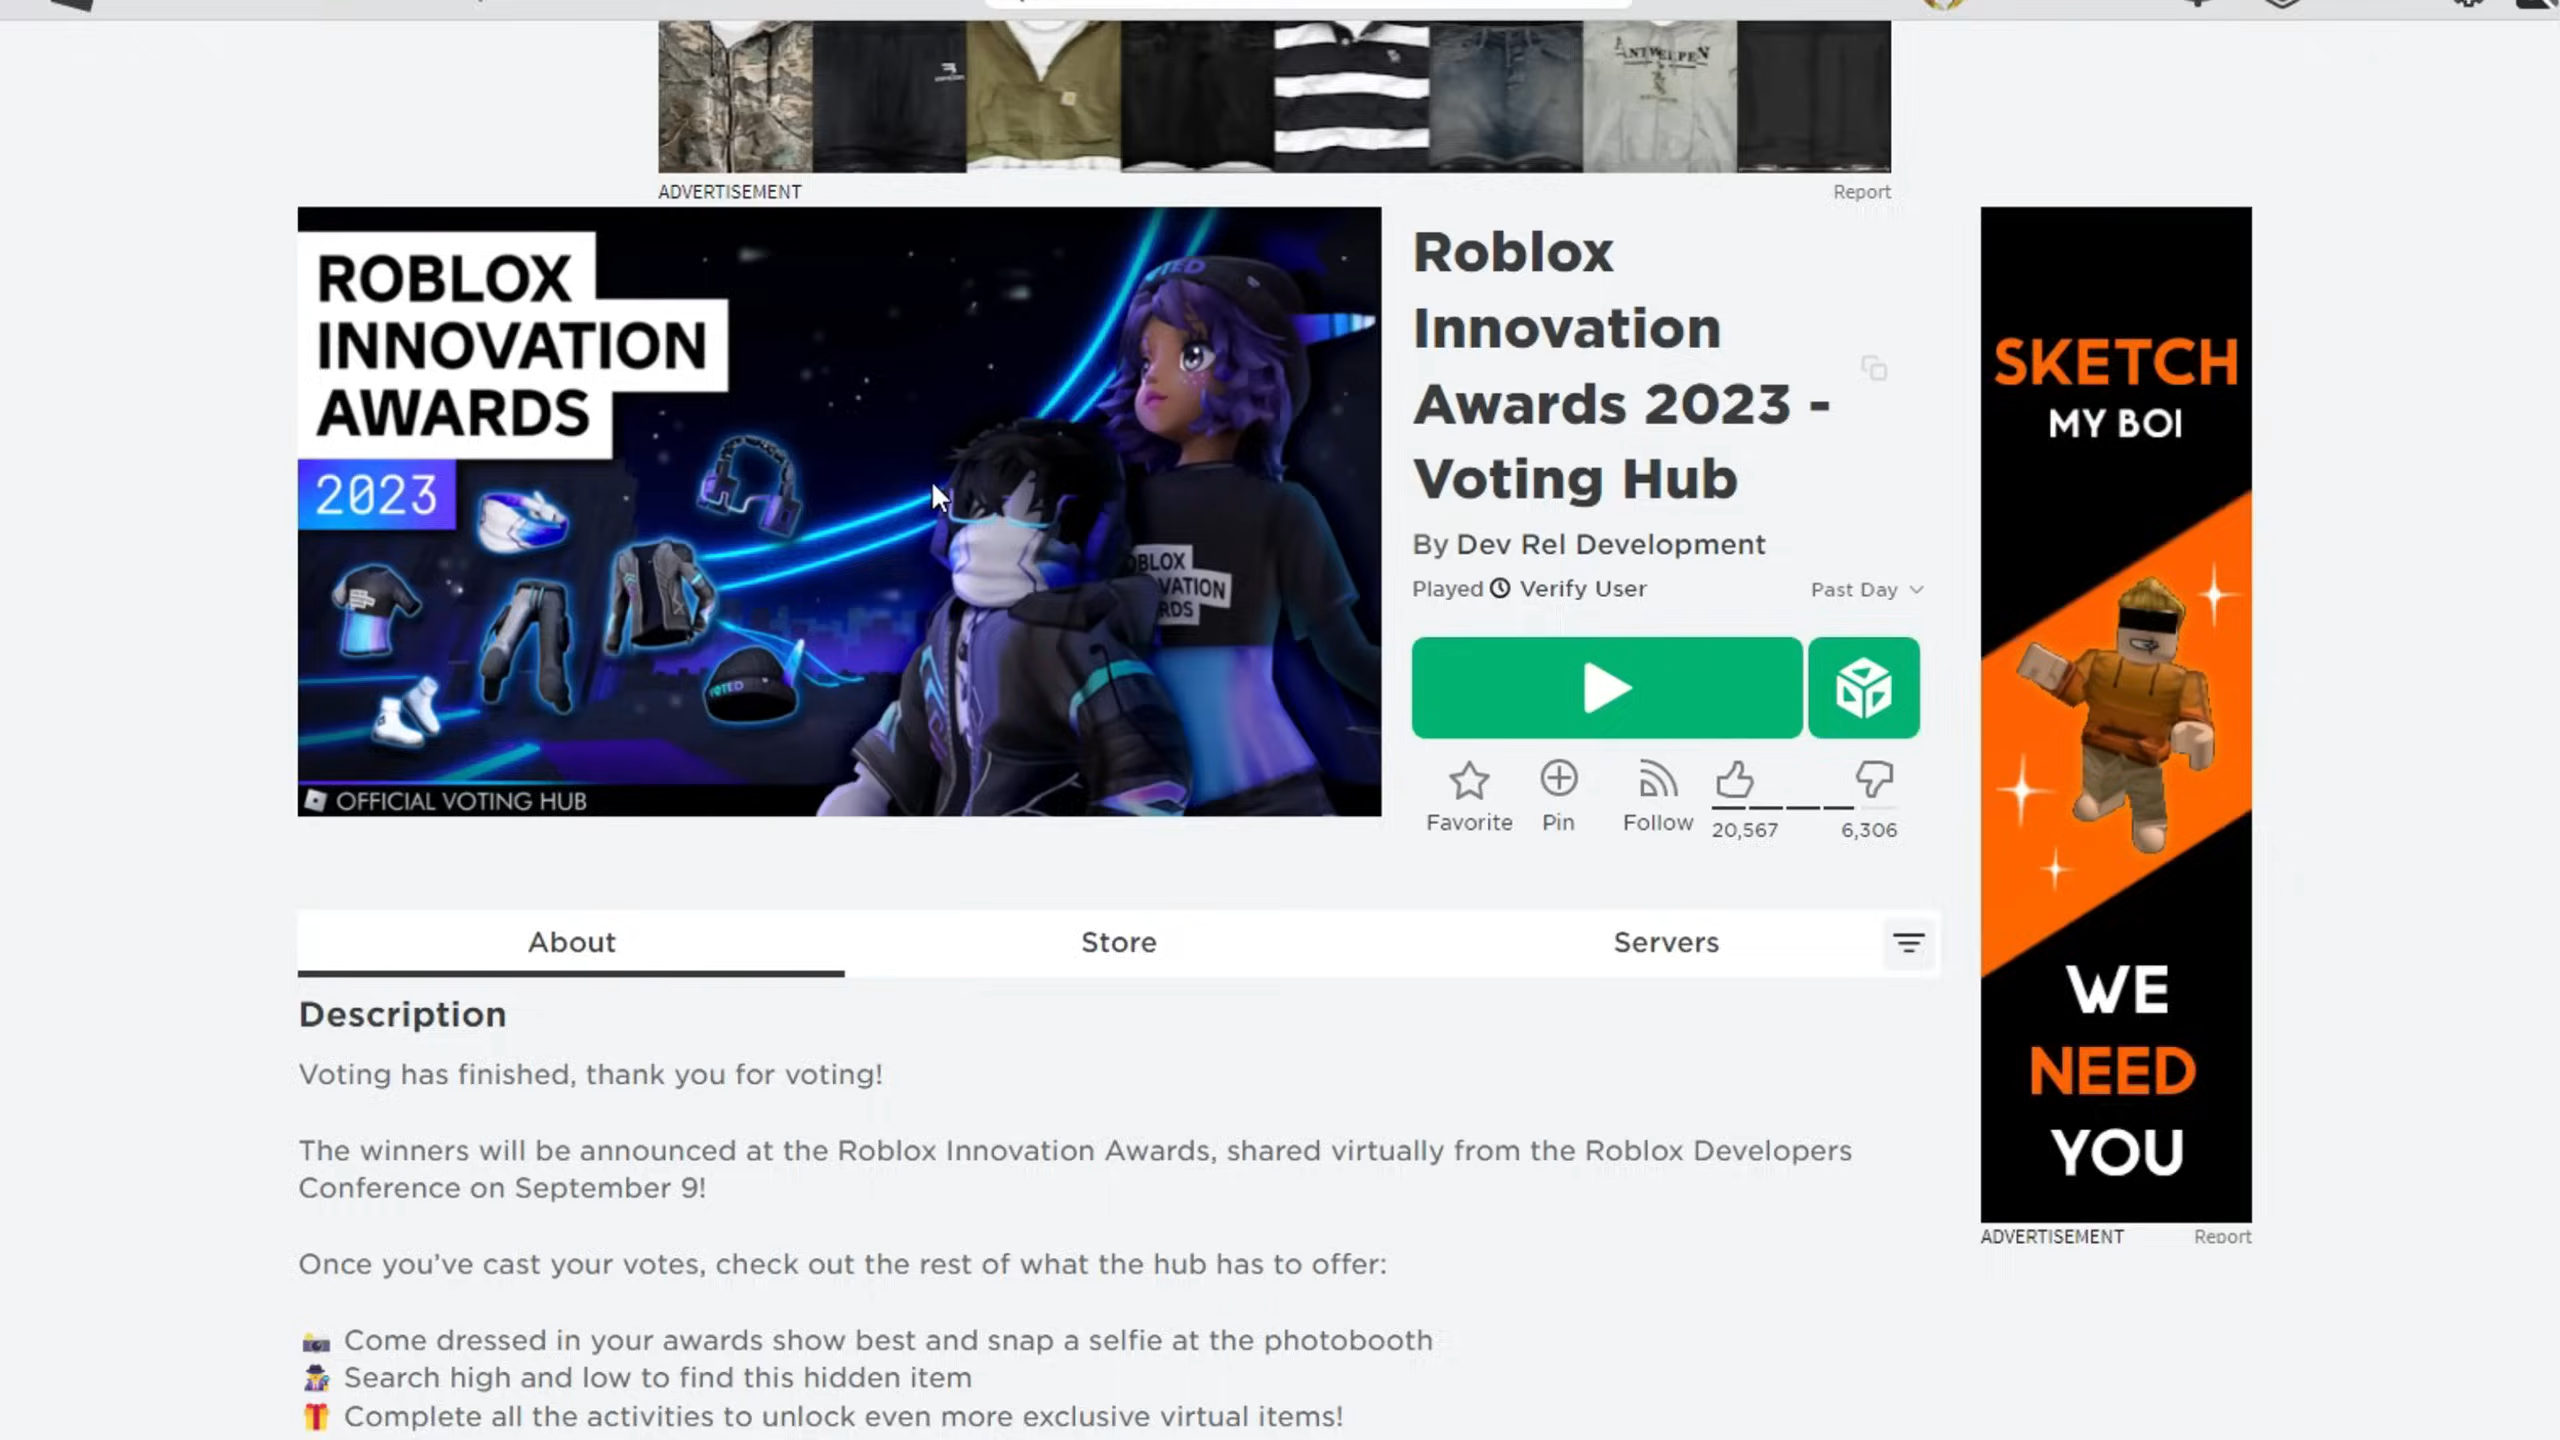 ANTWERPEN
ADVERTISEMENT
Report
ROBLOX
INNOVATION
AWARDS
2023
VOTED
OFFICIAL VOTING HUB
Roblox
Innovation
Awards 2023 -
Voting Hub
By Dev Rel Development
Played Verify User
Past Day
Favorite
Pin
Follow
20,567
6,306
SKETCH
MY BOI
WE
NEED
YOU
ADVERTISEMENT
Report
About
Store
Servers
Description
Voting has finished, thank you for voting!
The winners will be announced at the Roblox Innovation Awards, shared virtually from the Roblox Developers
Conference on September 9!
Once you’ve cast your votes, check out the rest of what the hub has to offer:
Come dressed in your awards show best and snap a selfie at the photobooth
Search high and low to find this hidden item
Complete all the activities to unlock even more exclusive virtual items!